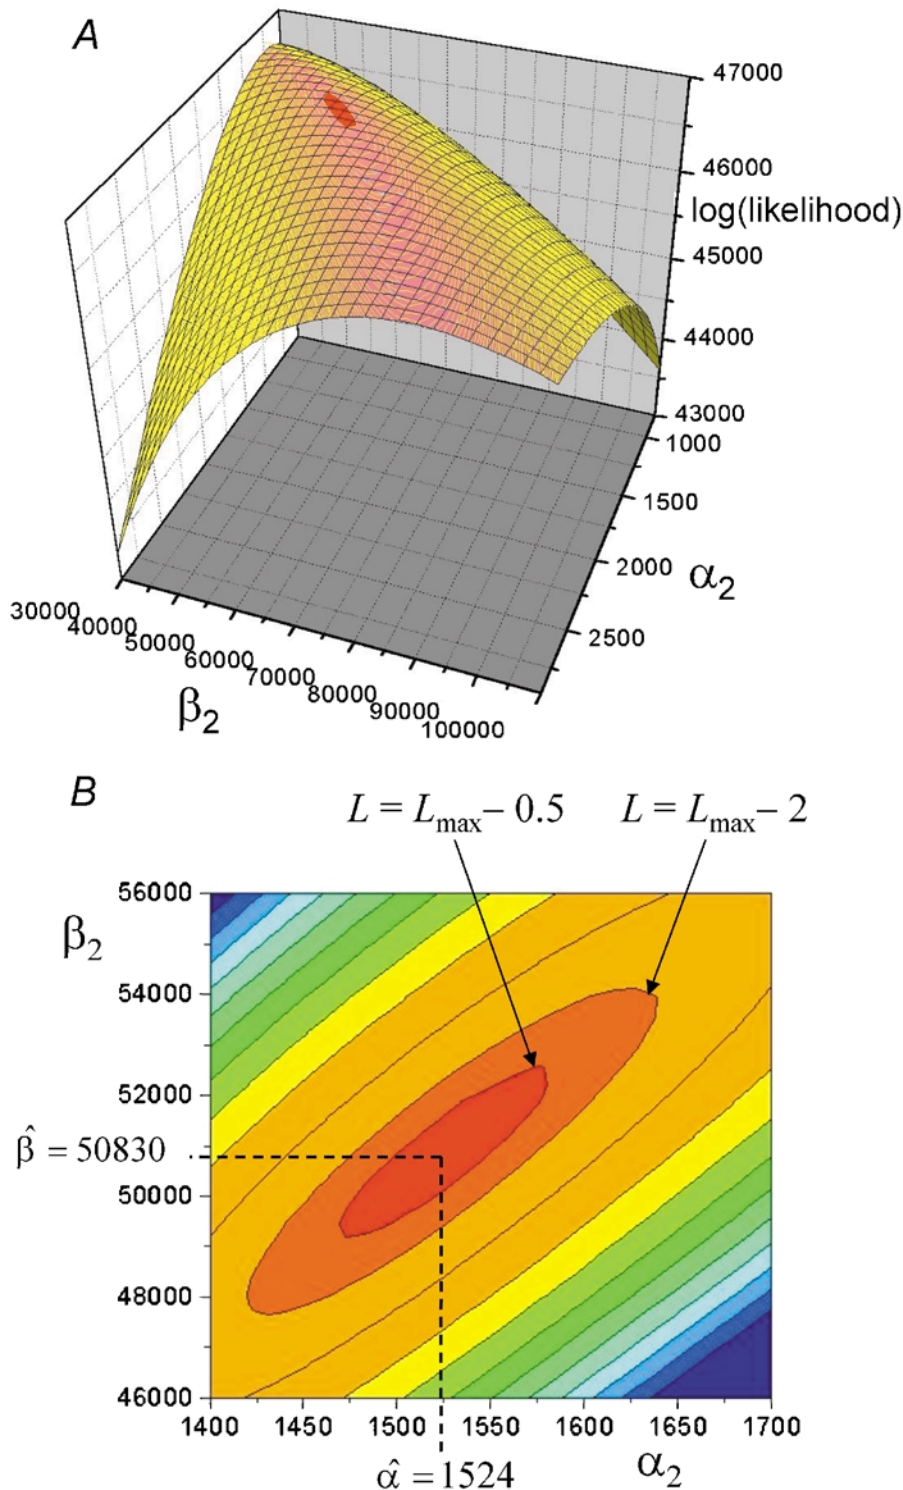 A
47000
46000
log(likelihood)
45000
44000
43000
1000
1500
2000
α2
2500
30000
40000
50000
60000
70000
80000
90000
100000
β2
B
L = Lmax– 0.5
L = Lmax– 2
56000
β2
54000
52000
β̂ = 50830
50000
48000
46000
1400 1450 1500 1550 1600 1650 1700
α̂ = 1524
α2